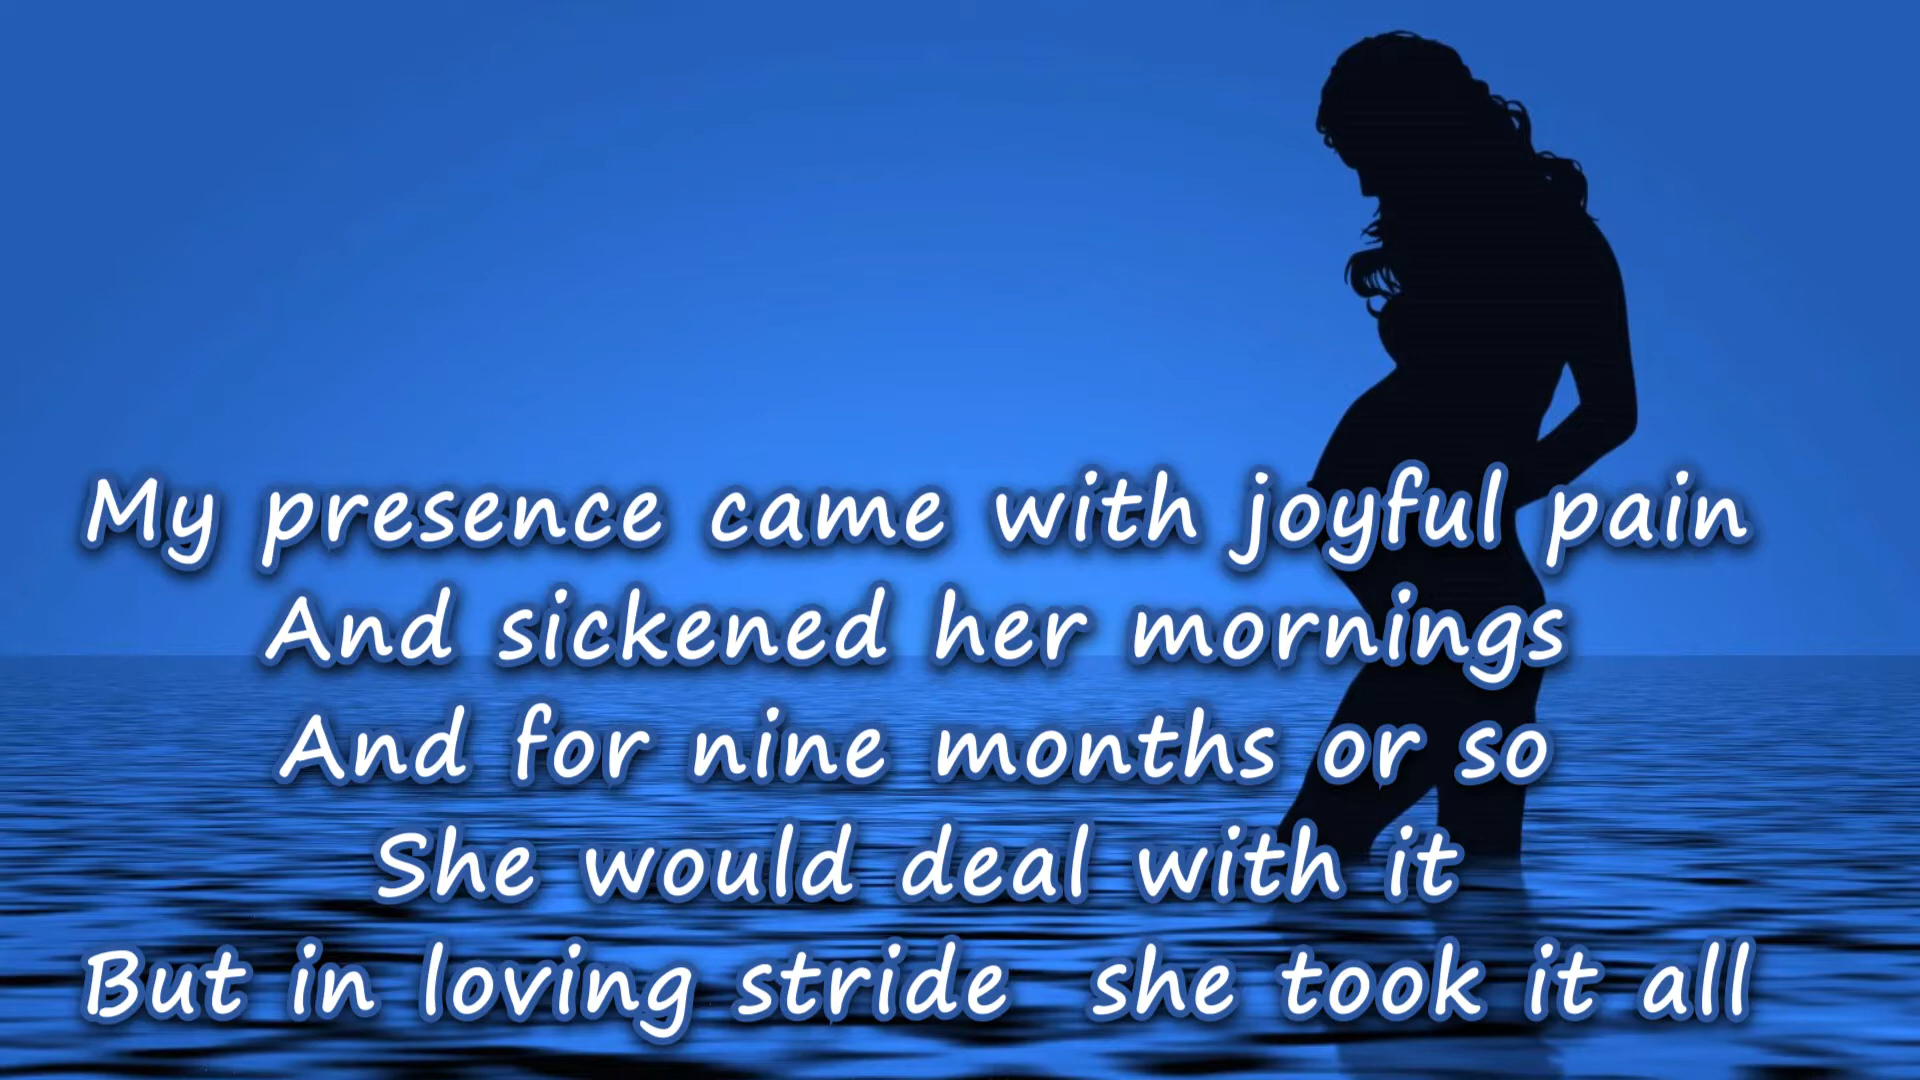 My presence came with joyful pain
And sickened her mornings
And for nine months or so
She would deal with it
But in loving stride she took it all